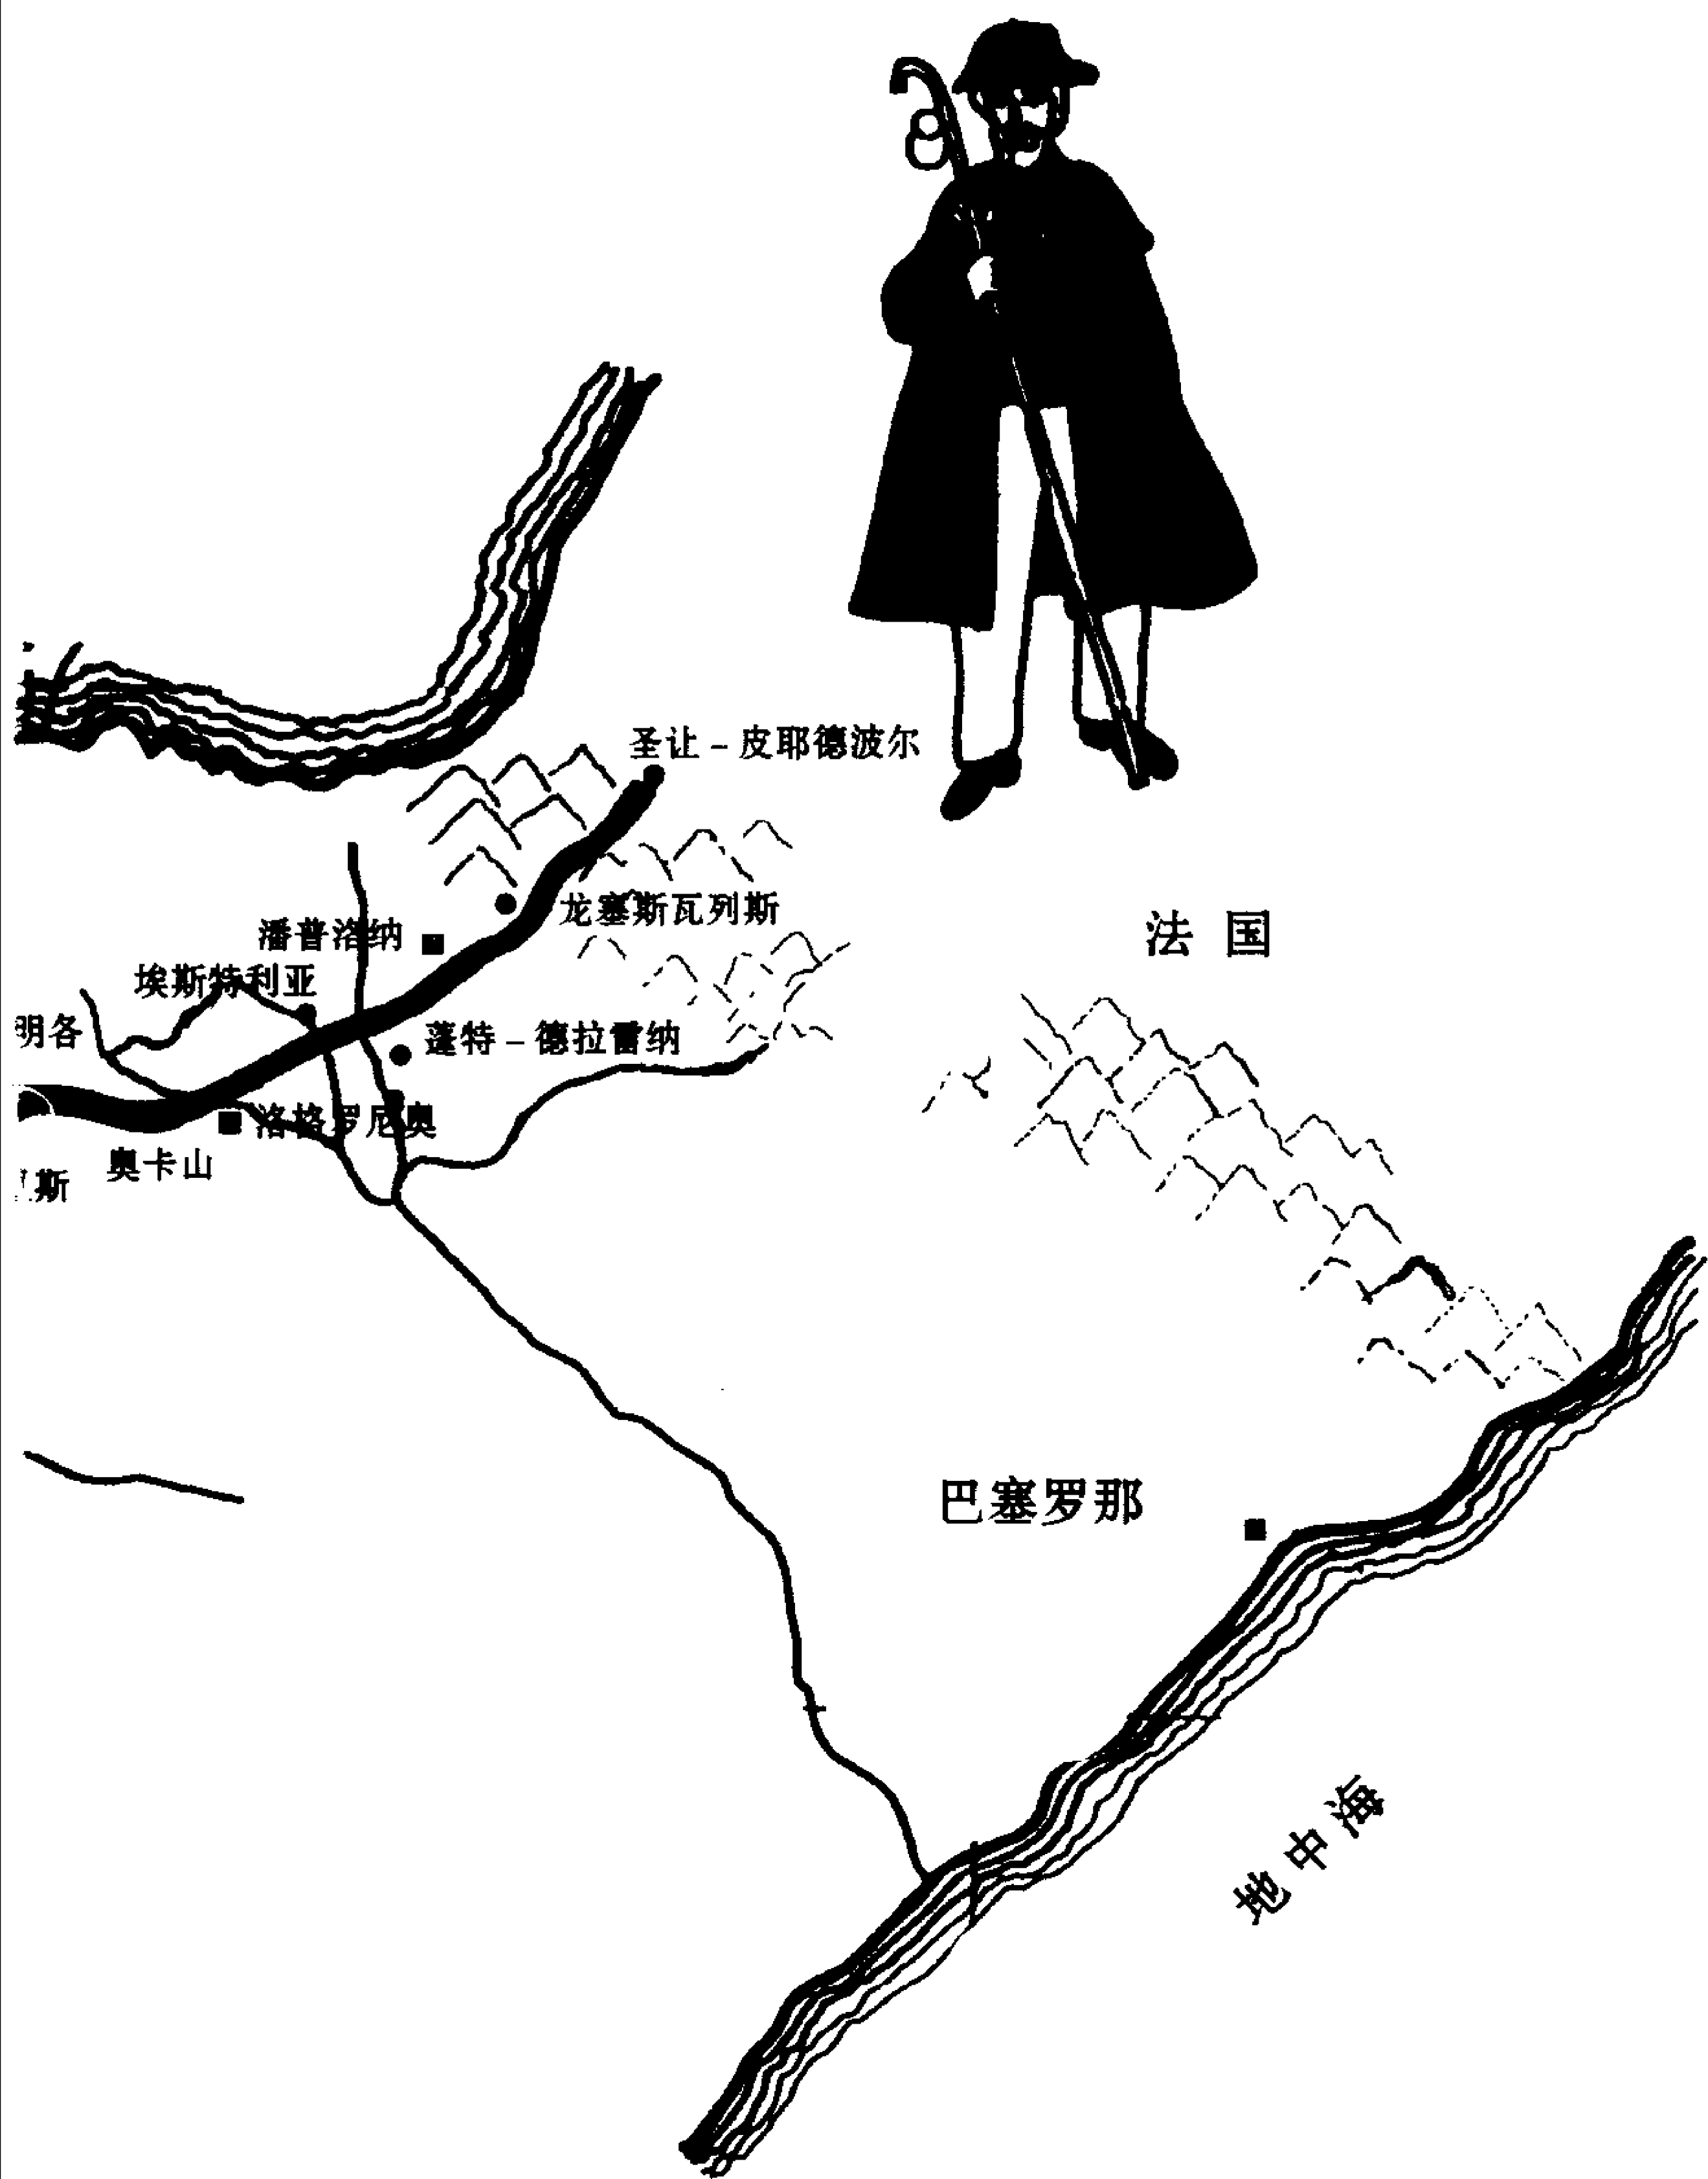 圣让－皮耶德波尔
龙塞斯瓦列斯
法国
潘普洛纳
埃斯特利亚
明各
蓬特－德拉雷纳
洛格罗尼奥
奥卡山
斯
巴塞罗那
地中海